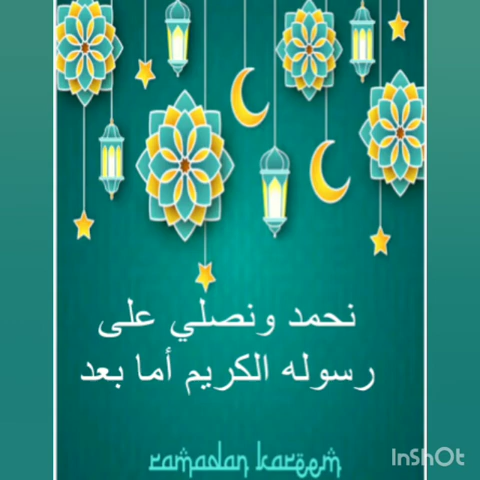 نحمد ونصلي على
رسوله الكريم أما بعد
ramadan kareem
InShOt